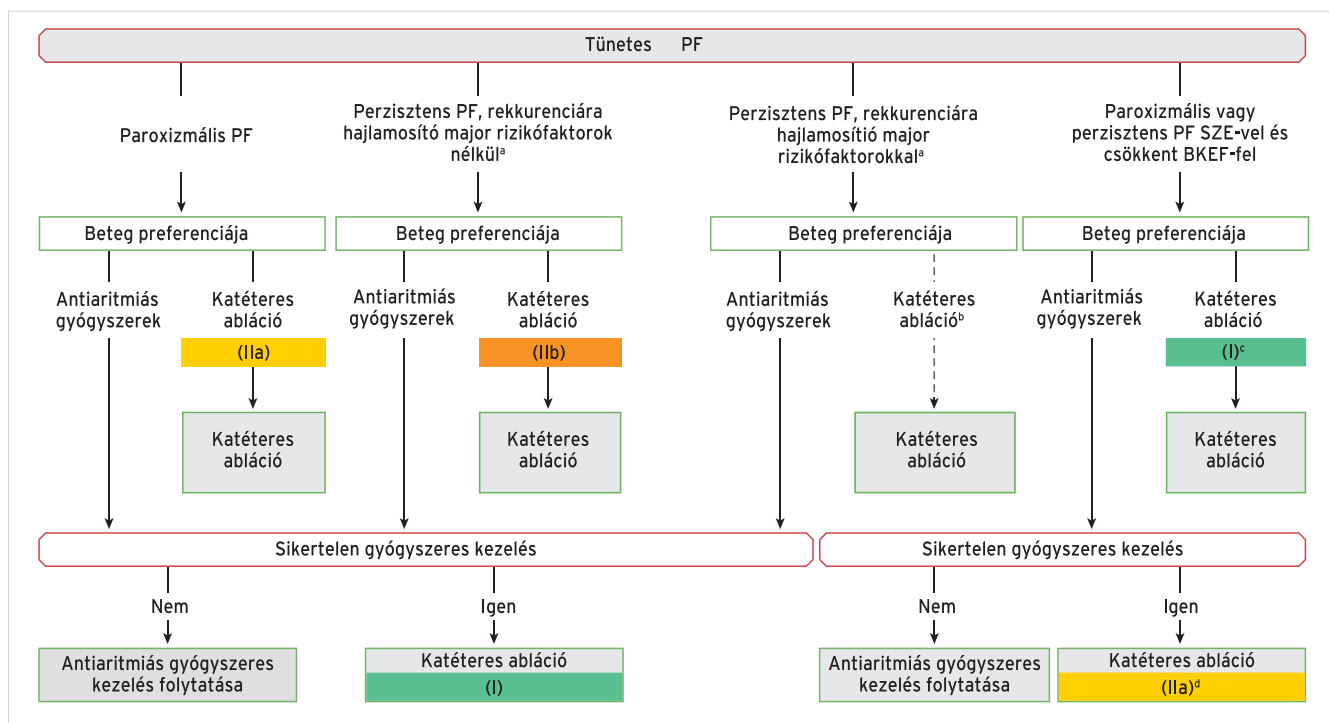 Tünetes PF
Paroxizmális PF
Perzisztens PF, rekkurenciára
hajlamosító major rizikófaktorok
nélkülᵃ
Perzisztens PF, rekkurenciára
hajlamosítió major
rizikófaktorokkalᵃ
Paroxizmális vagy
perzisztens PF SZE-vel és
csökkent BKEF-fel
Beteg preferenciája
Beteg preferenciája
Beteg preferenciája
Beteg preferenciája
Antiaritmiás
gyógyszerek
Katéteres
abláció
(IIa)
Antiaritmiás
gyógyszerek
Katéteres
abláció
(IIb)
Antiaritmiás
gyógyszerek
Katéteres
ablációᵇ
Antiaritmiás
gyógyszerek
Katéteres
abláció
(I)ᶜ
Katéteres
abláció
Katéteres
abláció
Katéteres
abláció
Katéteres
abláció
Sikertelen gyógyszeres kezelés
Sikertelen gyógyszeres kezelés
Nem
Igen
Nem
Igen
Antiaritmiás gyógyszeres
kezelés folytatása
Katéteres abláció
(I)
Antiaritmiás gyógyszeres
kezelés folytatása
Katéteres abláció
(IIa)ᵈ